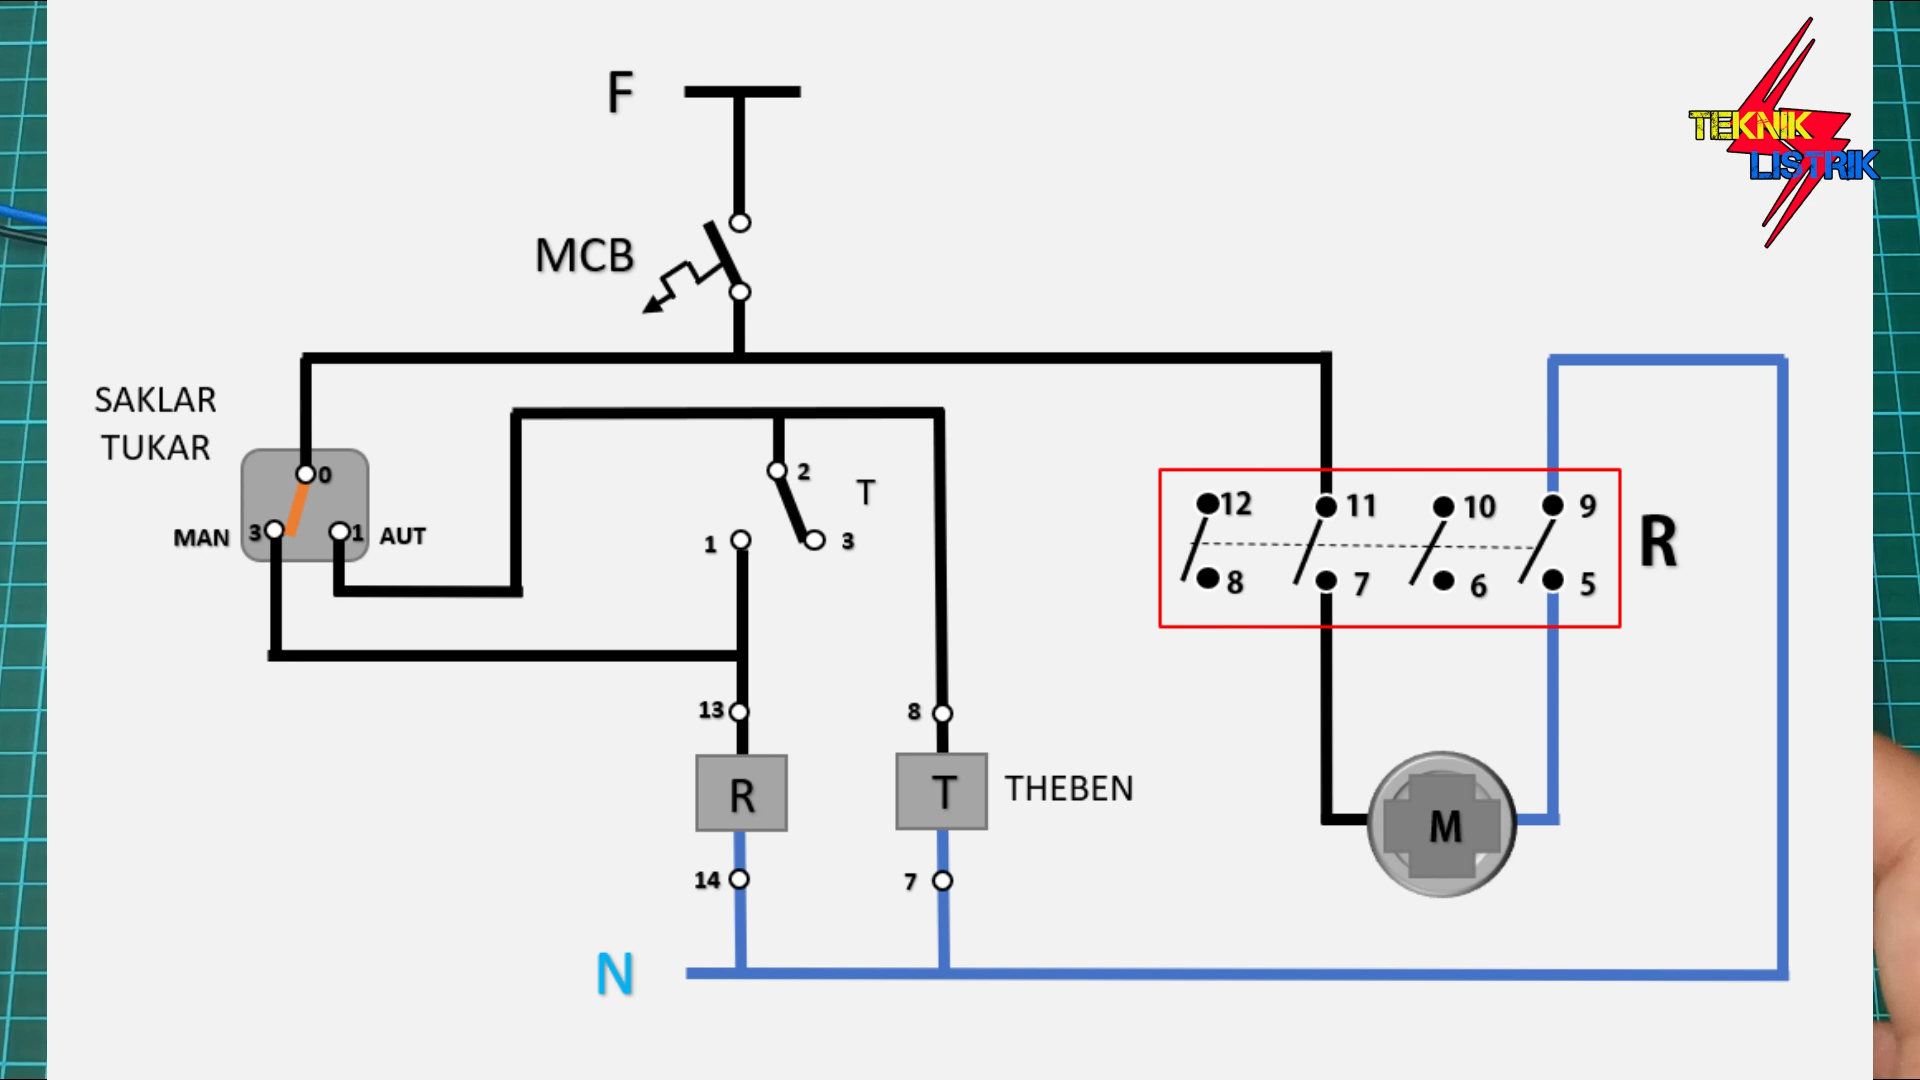 F
TEKNIK
LISTRIK
MCB
SAKLAR
TUKAR
0
MAN 3 1 AUT
2
T
1 3
12 11 10 9
R
8 7 6 5
13
8
R
T
THEBEN
M
14
7
N